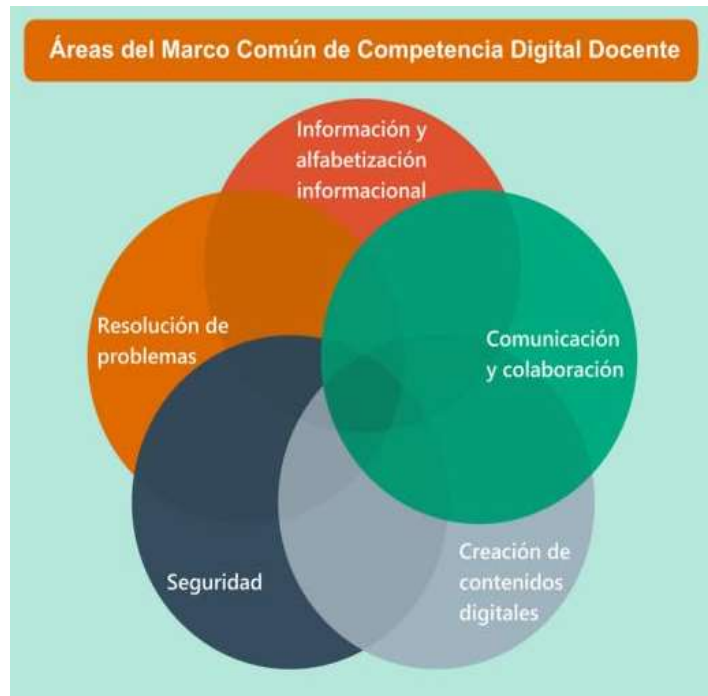 Áreas del Marco Común de Competencia Digital Docente
Información y
alfabetización
informacional
Resolución de
problemas
Comunicación
y colaboración
Seguridad
Creación de
contenidos
digitales